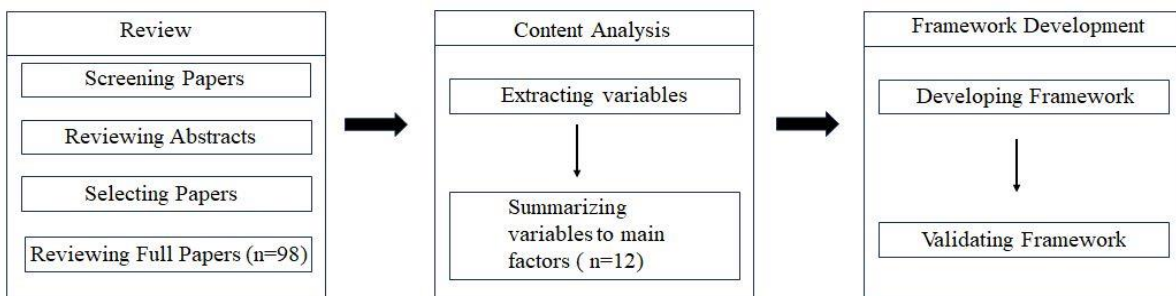 Review
Screening Papers
Reviewing Abstracts
Selecting Papers
Reviewing Full Papers (n=98)
Content Analysis
Extracting variables
Summarizing
variables to main
factors ( n=12)
Framework Development
Developing Framework
Validating Framework